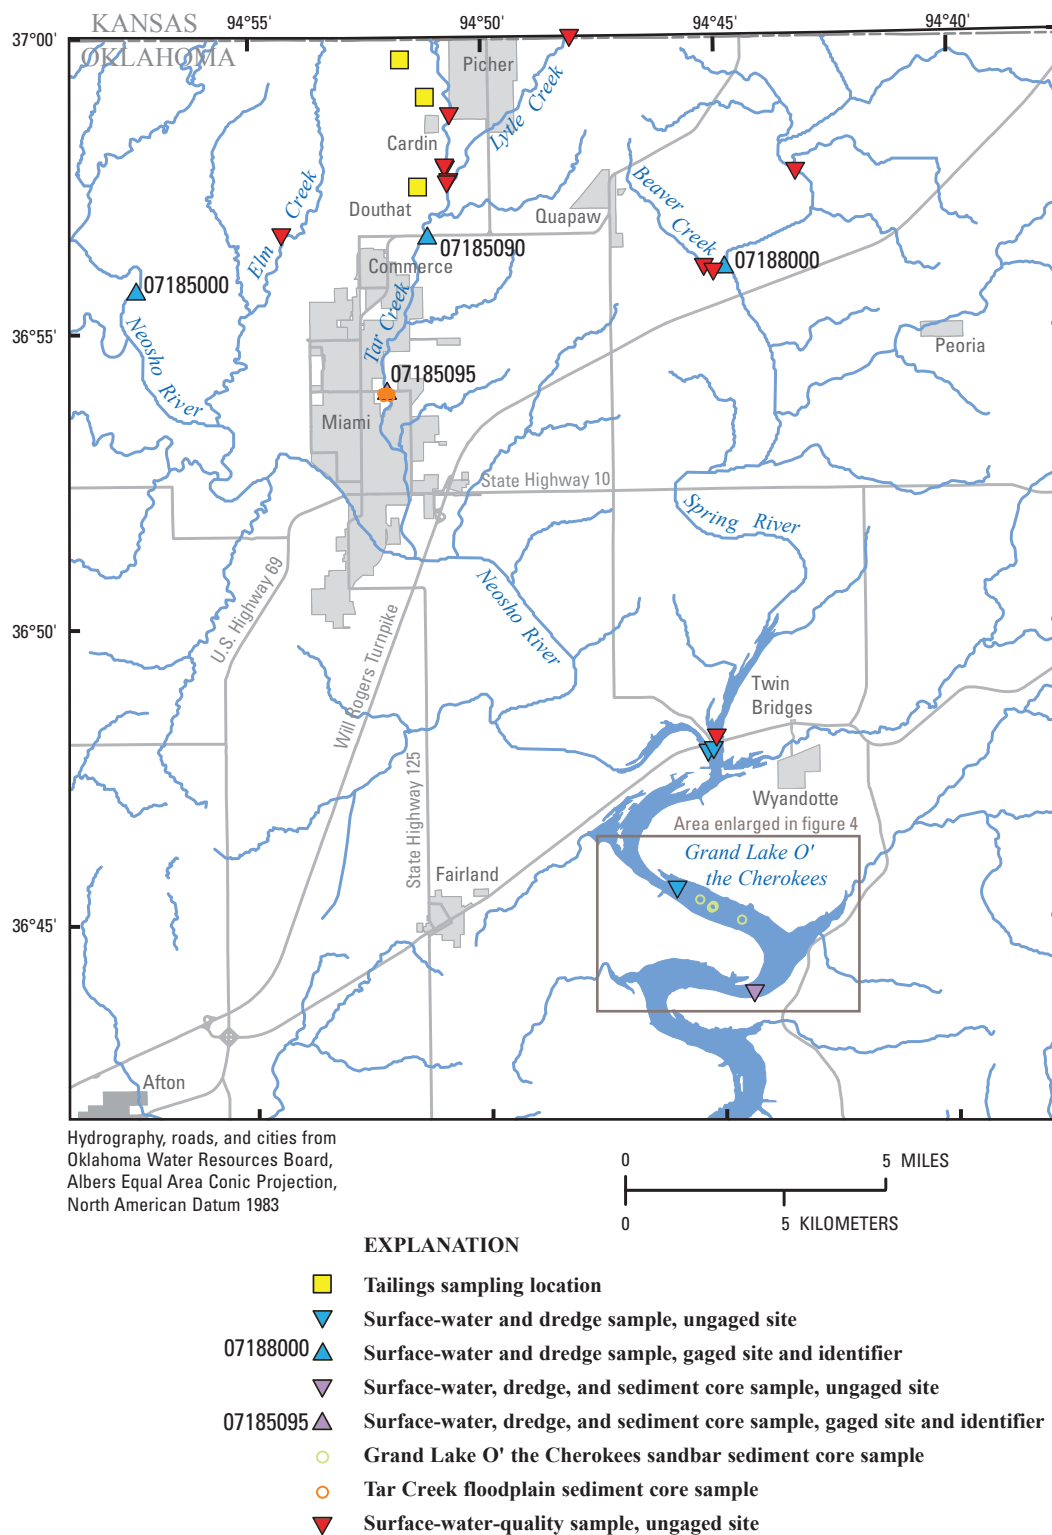 94°55'
94°50'
94°45'
94°40'
37°00'
KANSAS
OKLAHOMA
Picher
Lytle Creek
Cardin
Beaver
Creek
Elm Creek
Douthat
Quapaw
07185090
07188000
Commerce
07185000
36°55'
Tar Creek
Peoria
Neosho River
07185095
Miami
State Highway 10
Spring River
U.S. Highway 69
Neosho River
36°50'
Will Rogers Turnpike
Twin
Bridges
State Highway 125
Wyandotte
Area enlarged in figure 4
Grand Lake O'
the Cherokees
Fairland
36°45'
Afton
Hydrography, roads, and cities from
Oklahoma Water Resources Board,
Albers Equal Area Conic Projection,
North American Datum 1983
0 5 MILES
0 5 KILOMETERS
EXPLANATION
Tailings sampling location
Surface-water and dredge sample, ungaged site
07188000 Surface-water and dredge sample, gaged site and identifier
Surface-water, dredge, and sediment core sample, ungaged site
07185095 Surface-water, dredge, and sediment core sample, gaged site and identifier
Grand Lake O' the Cherokees sandbar sediment core sample
Tar Creek floodplain sediment core sample
Surface-water-quality sample, ungaged site